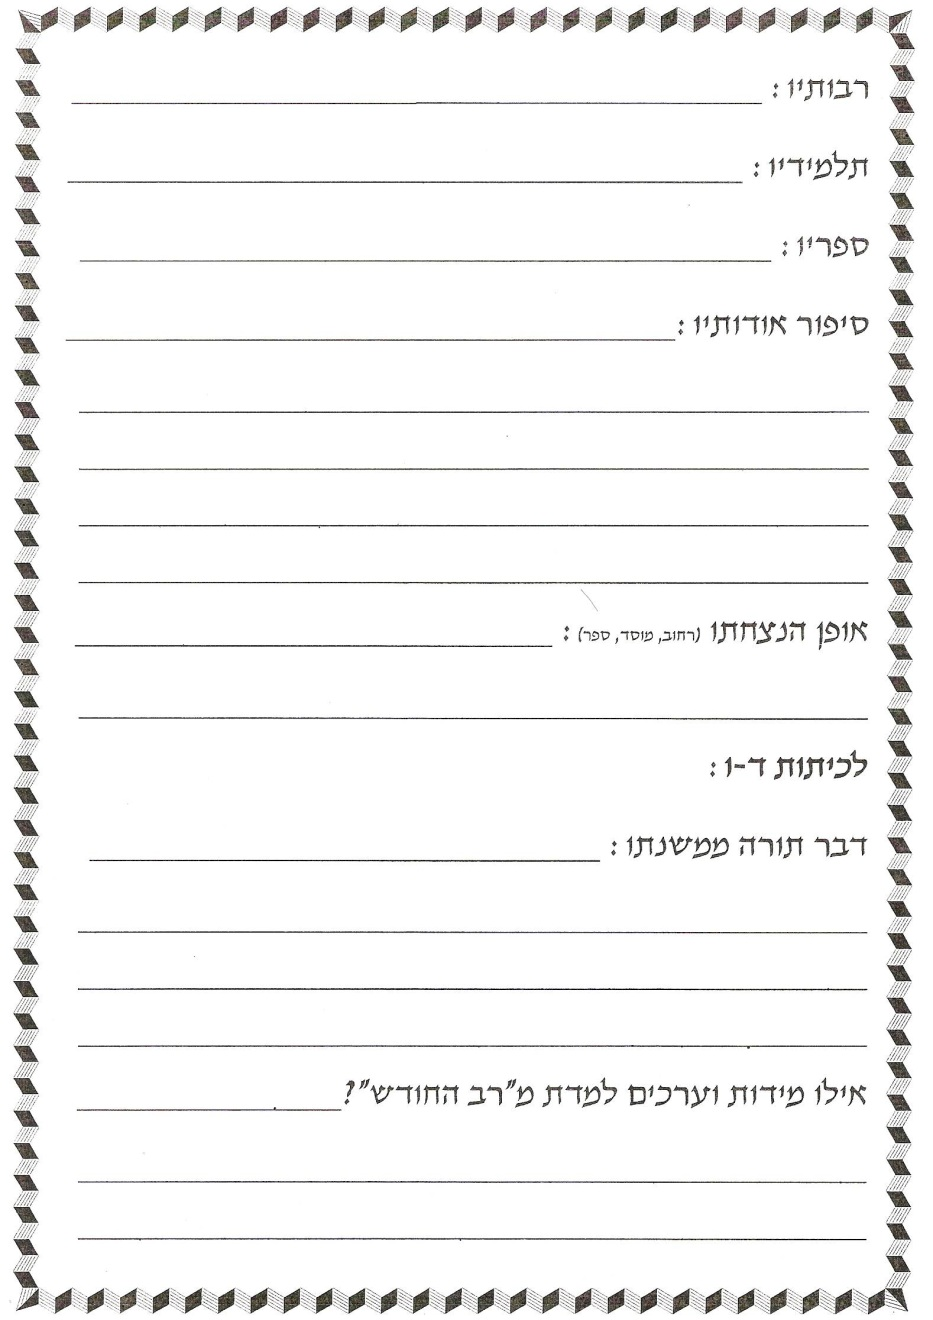 רבותיו :
תלמידיו :
ספריו :
סיפור אודותיו :
אופן הנצחתו (רחוב, מוסד, ספר) :
לכיתות ד-ו :
דבר תורה ממשנתו :
אילו מידות וערכים למדת מ"רב החודש"?